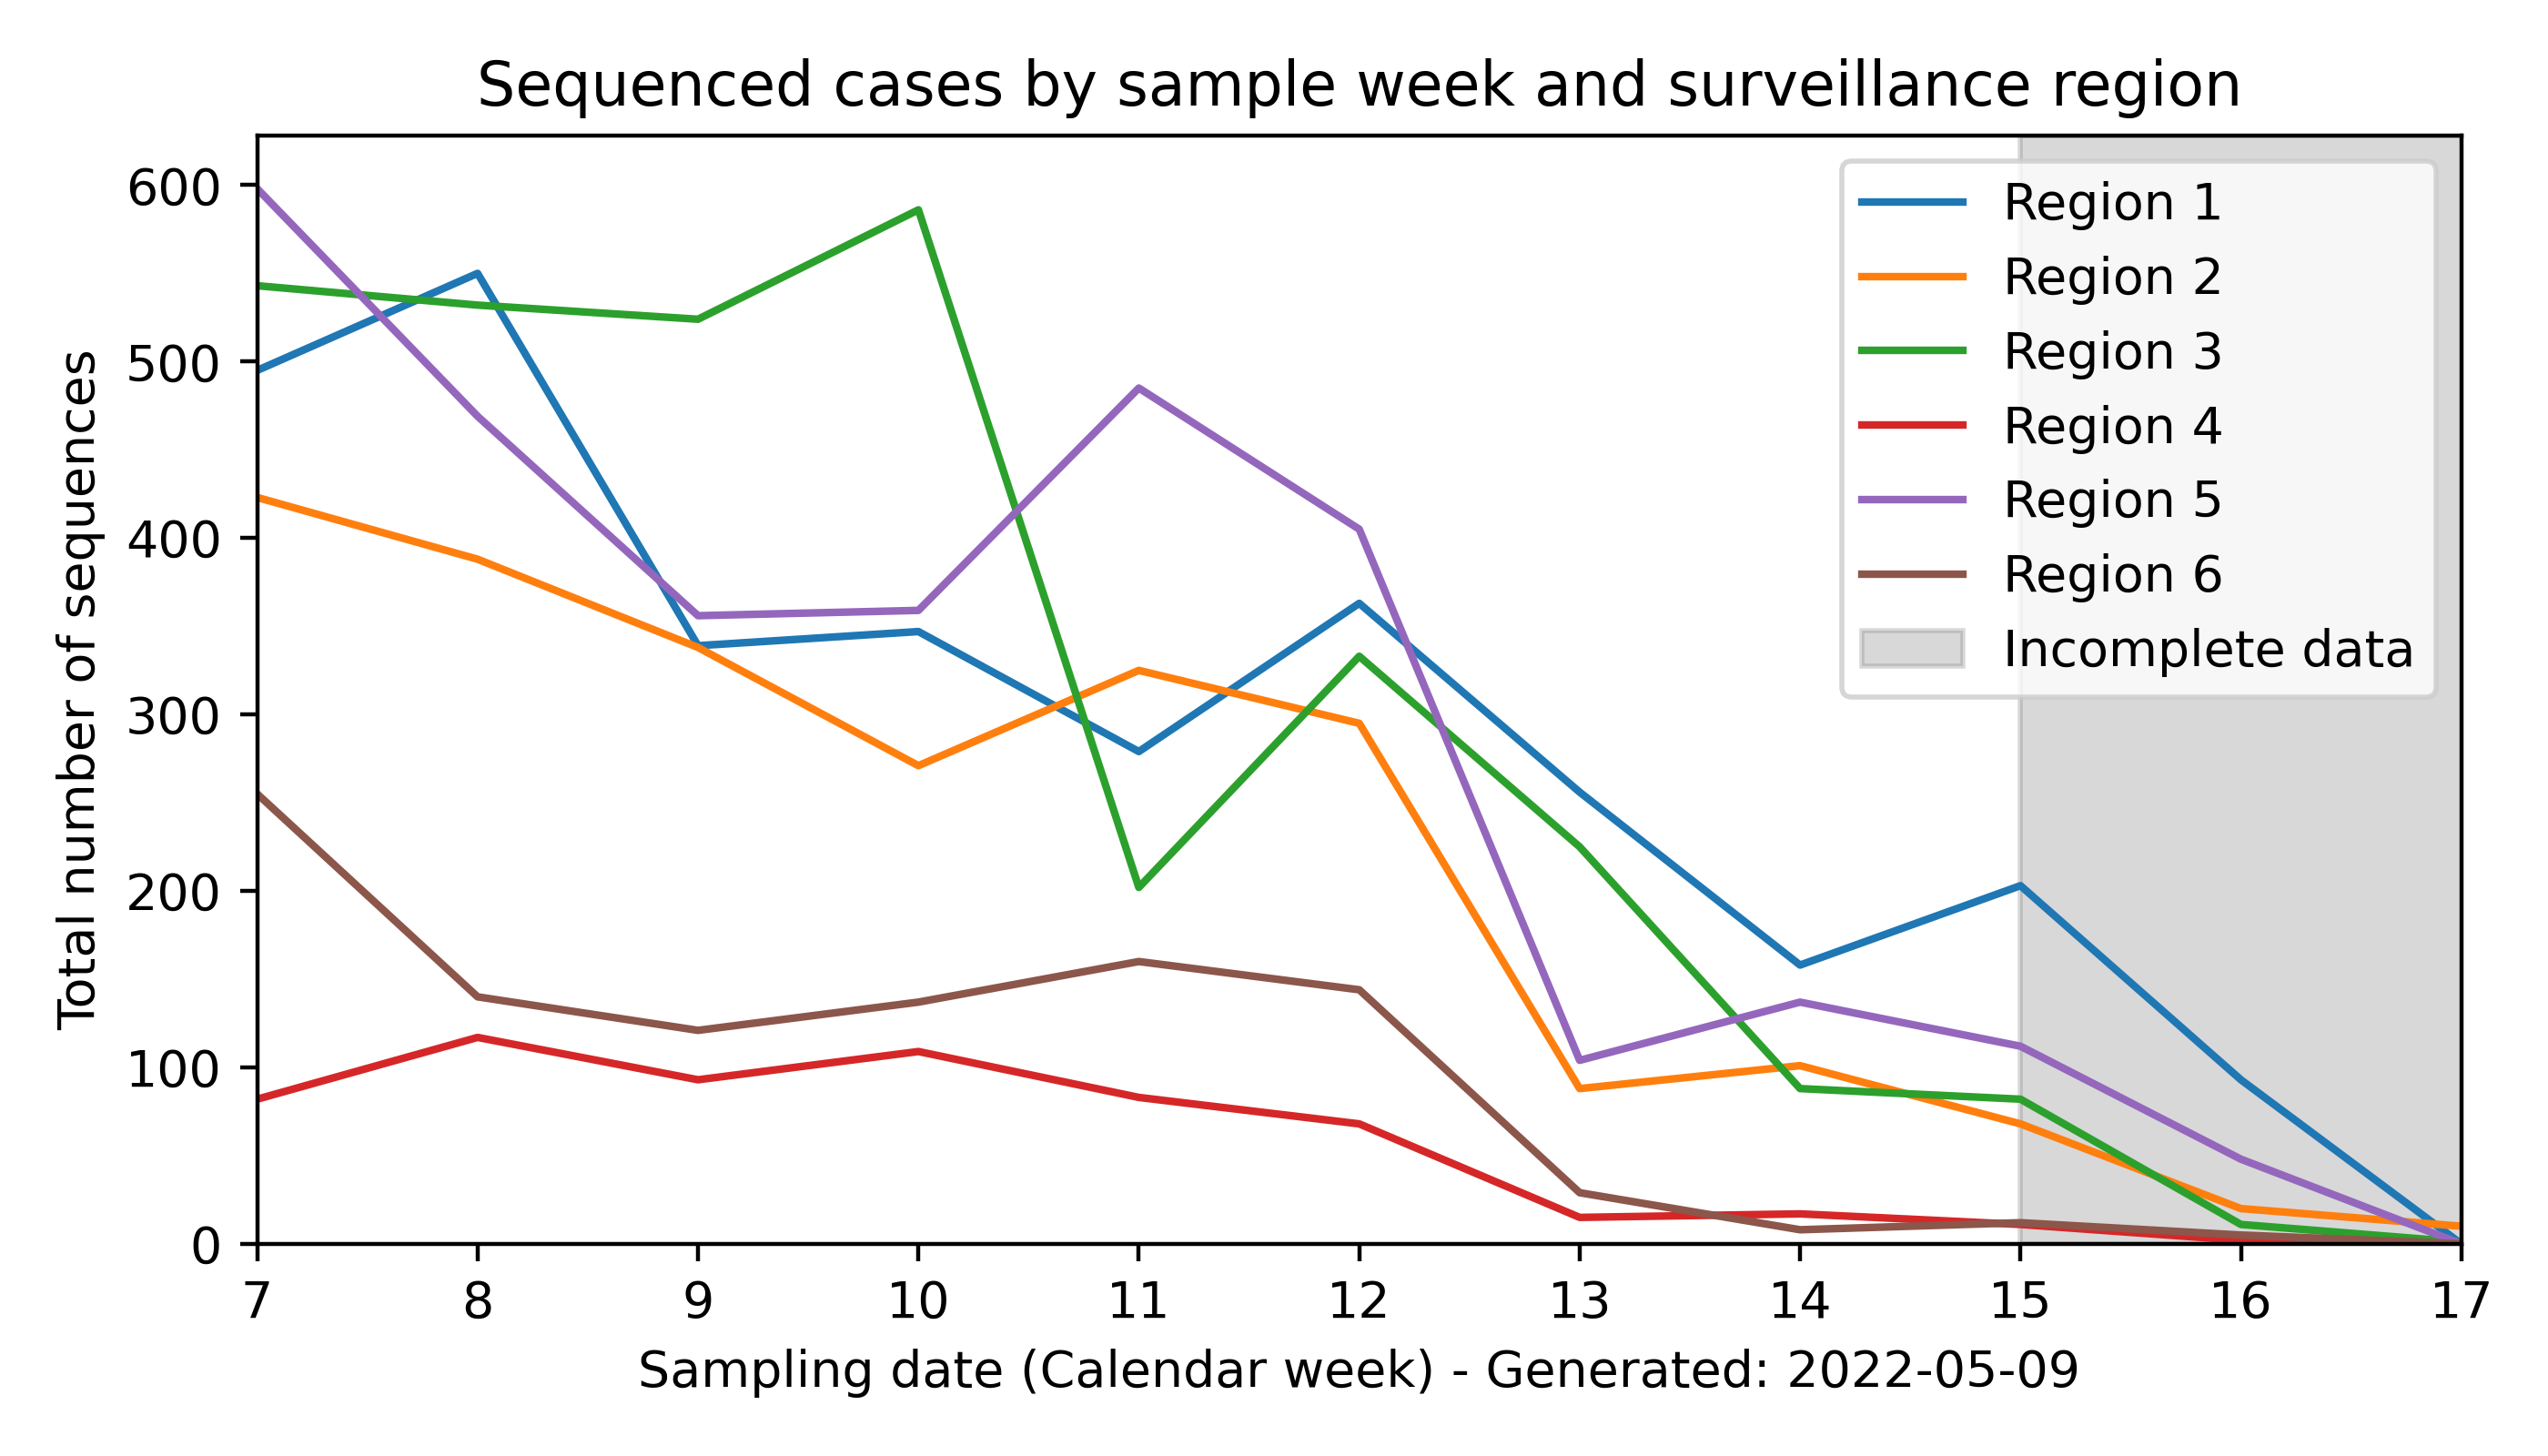 Sequenced cases by sample week and surveillance region
Total number of sequences
600
500
400
300
200
100
0
Region 1
Region 2
Region 3
Region 4
Region 5
Region 6
Incomplete data
7 8 9 10 11 12 13 14 15 16 17
Sampling date (Calendar week) - Generated: 2022-05-09